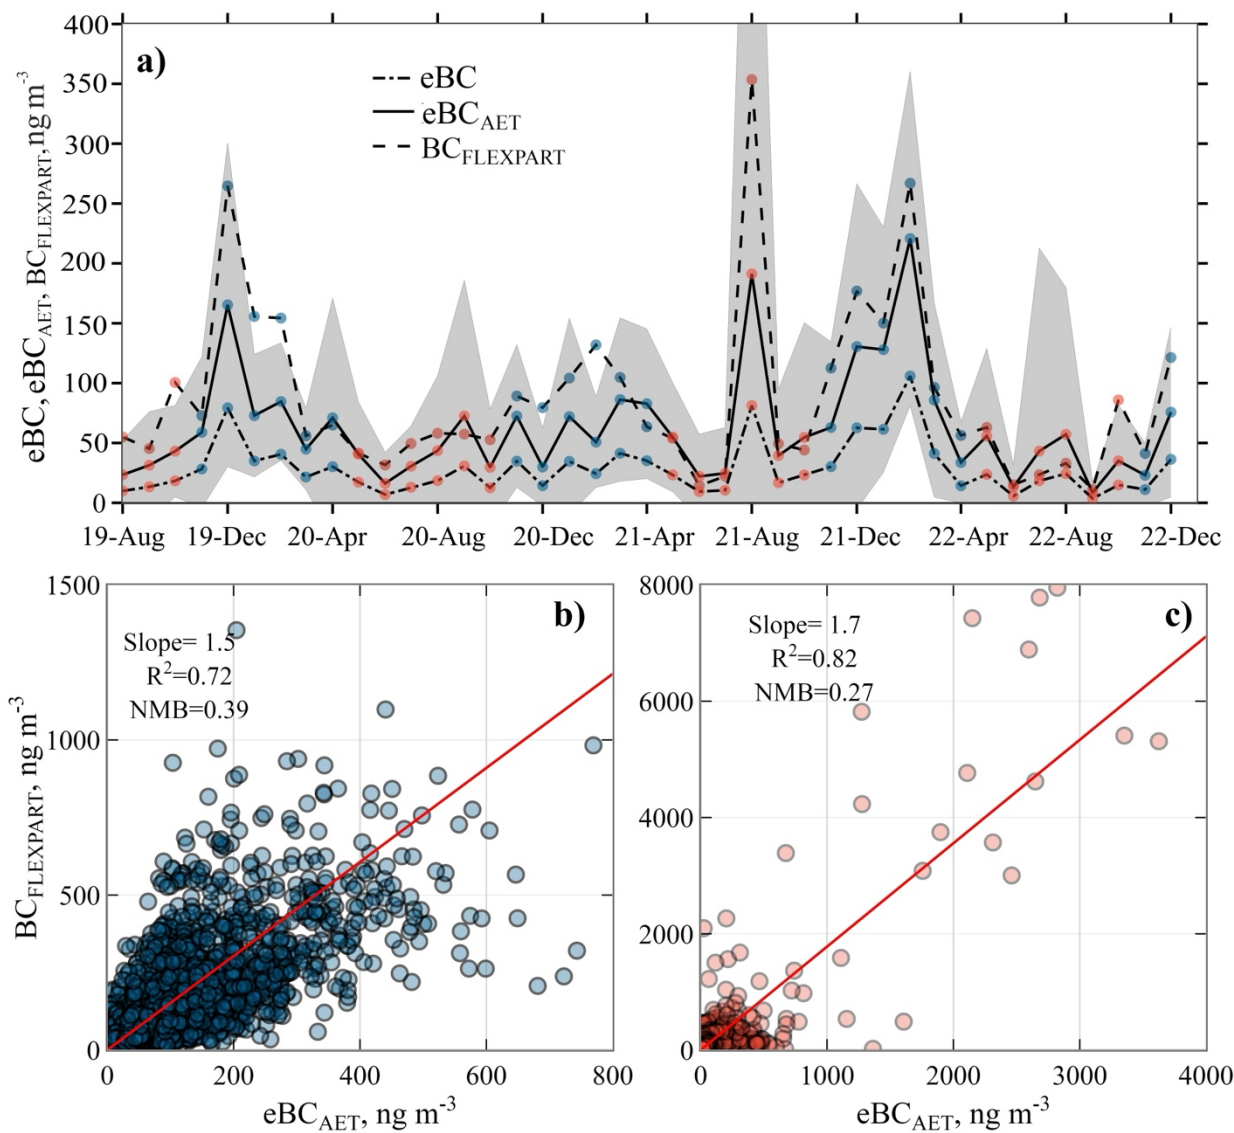 400
350
300
250
200
150
100
50
0
eBC, eBC_AET, BC_FLEXPART, ng m⁻³
a)
eBC
eBC_AET
BC_FLEXPART
19-Aug 19-Dec 20-Apr 20-Aug 20-Dec 21-Apr 21-Aug 21-Dec 22-Apr 22-Aug 22-Dec
1500
1000
500
0
BC_FLEXPART, ng m⁻³
b)
Slope= 1.5
R²=0.72
NMB=0.39
0 200 400 600 800
eBC_AET, ng m⁻³
8000
6000
4000
2000
0
c)
Slope= 1.7
R²=0.82
NMB=0.27
0 1000 2000 3000 4000
eBC_AET, ng m⁻³